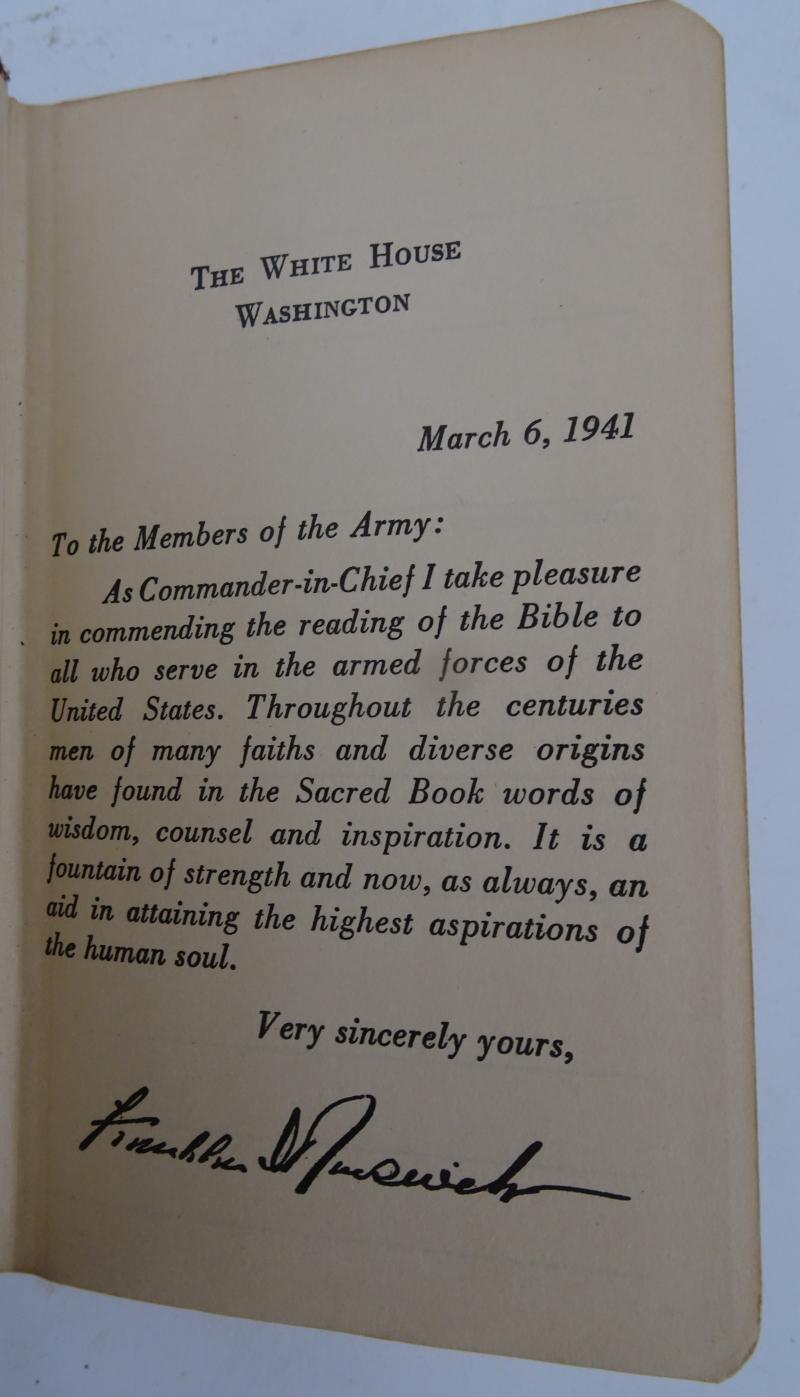 The White House
Washington
March 6, 1941
To the Members of the Army:
As Commander-in-Chief I take pleasure
in commending the reading of the Bible to
all who serve in the armed forces of the
United States. Throughout the centuries
men of many faiths and diverse origins
have found in the Sacred Book words of
wisdom, counsel and inspiration. It is a
fountain of strength and now, as always, an
aid in attaining the highest aspirations of
the human soul.
Very sincerely yours,
Franklin D Roosevelt